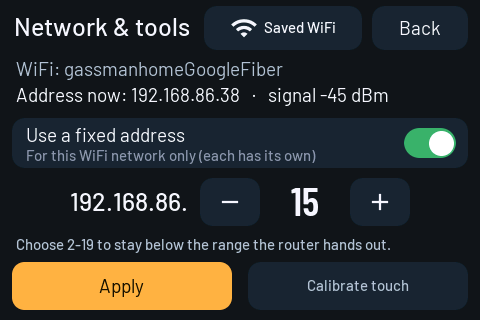 Network & tools
Saved WiFi
Back
WiFi: gassmanhomeGoogleFiber
Address now: 192.168.86.38 · signal -45 dBm
Use a fixed address
For this WiFi network only (each has its own)
192.168.86. − 15 +
Choose 2-19 to stay below the range the router hands out.
Apply
Calibrate touch